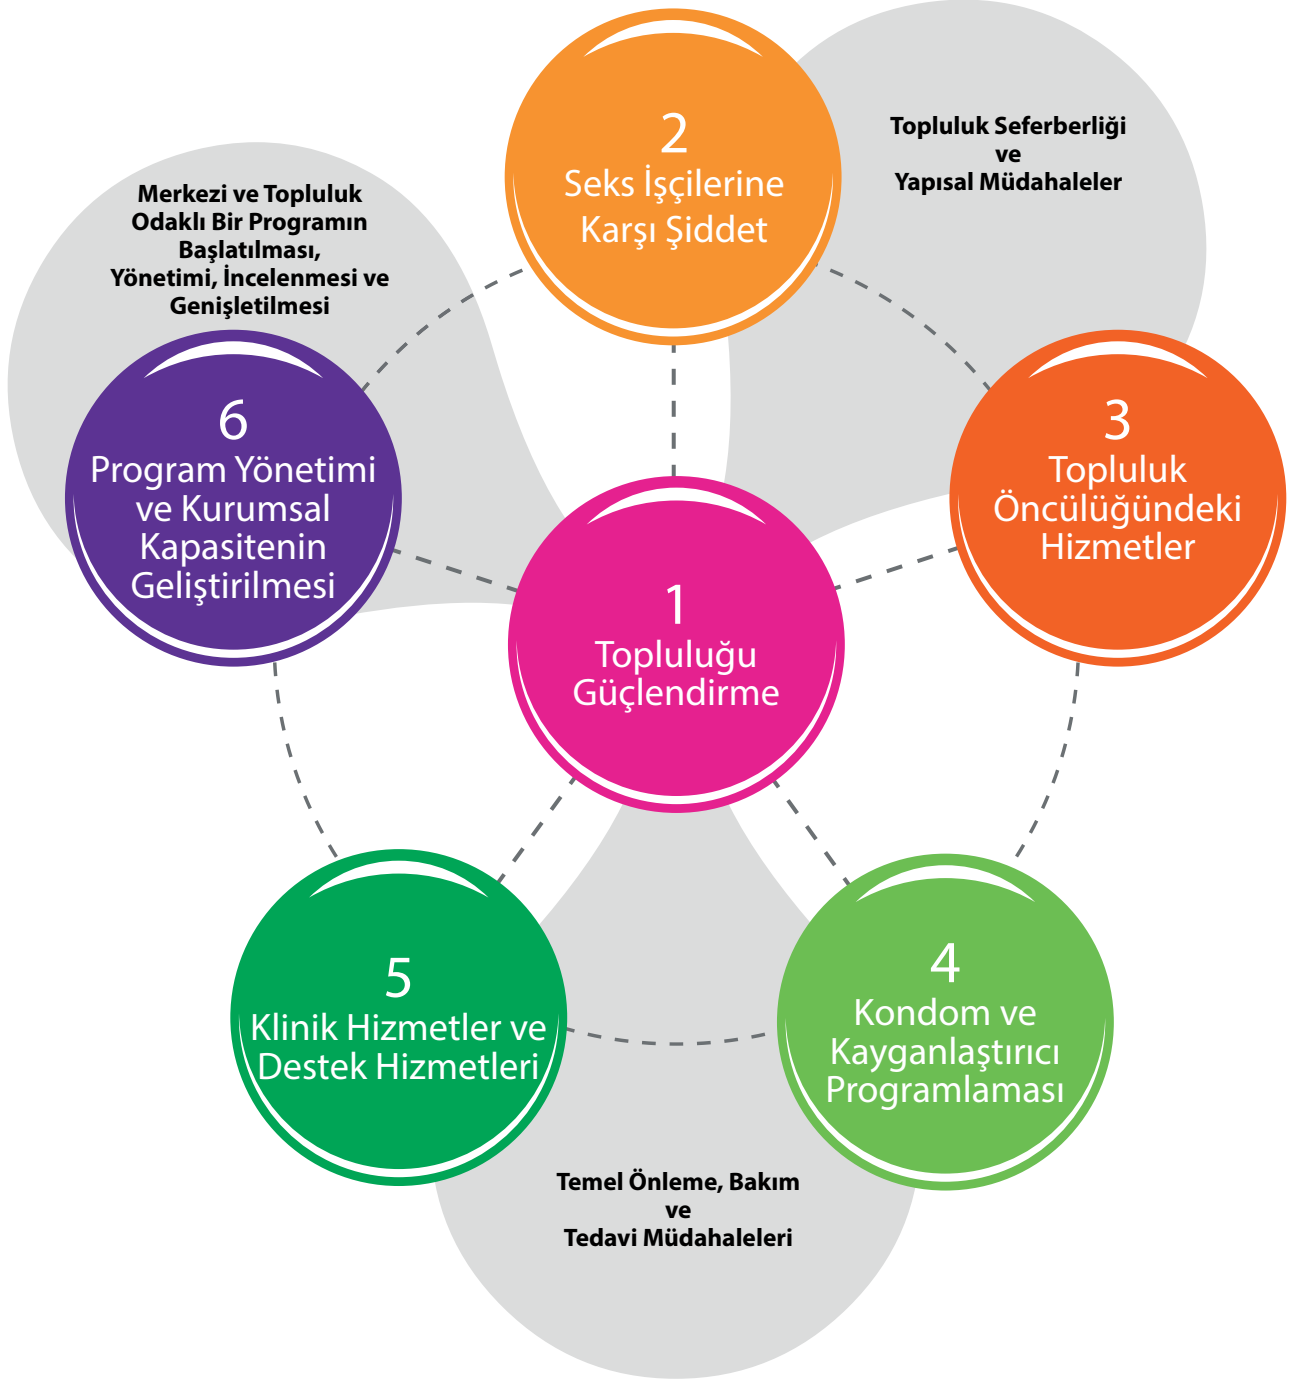 2
Seks İşçilerine
Karşı Şiddet
Topluluk Seferberliği
ve
Yapısal Müdahaleler
Merkezi ve Topluluk
Odaklı Bir Programın
Başlatılması,
Yönetimi, İncelenmesi ve
Genişletilmesi
6
Program Yönetimi
ve Kurumsal
Kapasitenin
Geliştirilmesi
3
Topluluk
Öncülüğündeki
Hizmetler
1
Topluluğu
Güçlendirme
5
Klinik Hizmetler ve
Destek Hizmetleri
4
Kondom ve
Kayganlaştırıcı
Programlaması
Temel Önleme, Bakım
ve
Tedavi Müdahaleleri